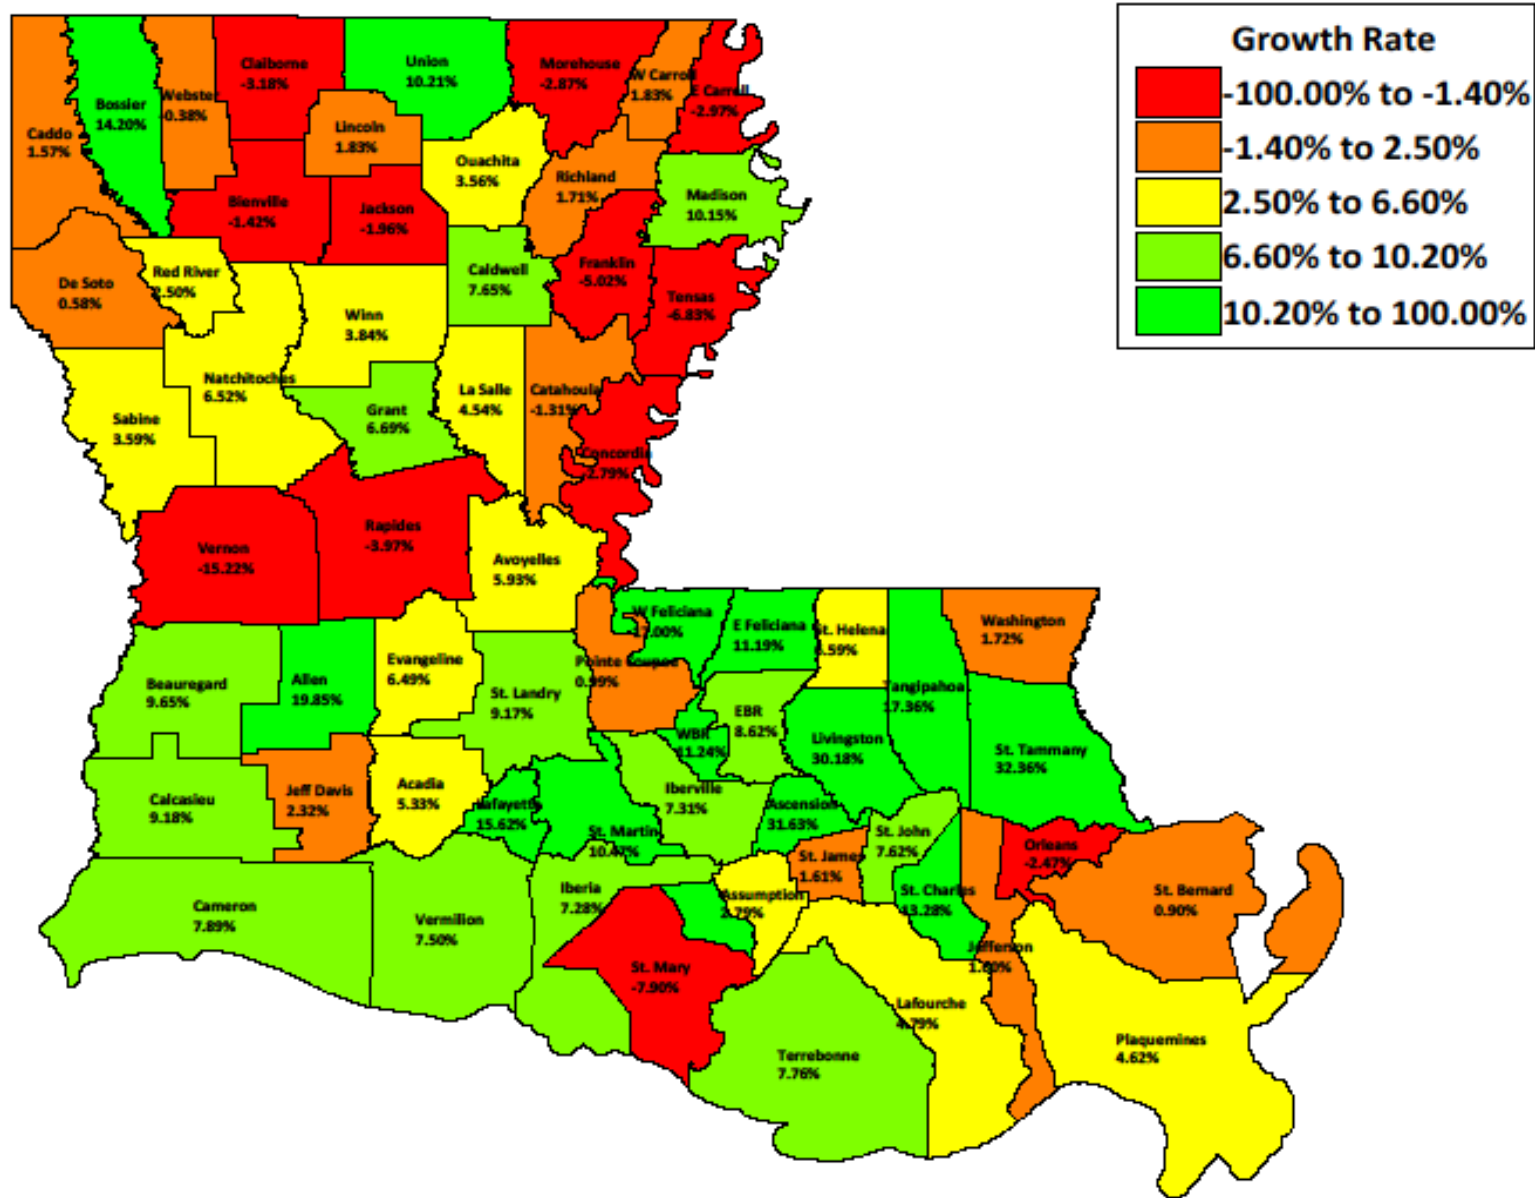 Growth Rate
-100.00% to -1.40%
-1.40% to 2.50%
2.50% to 6.60%
6.60% to 10.20%
10.20% to 100.00%
Caddo
1.57%
Bossier
14.20%
Webster
-0.38%
Claiborne
-3.18%
Lincoln
1.83%
Union
10.21%
Morehouse
-2.87%
W Carroll
1.83%
E Carroll
-2.97%
Ouachita
3.56%
Richland
1.71%
Madison
10.15%
Bienville
-1.42%
Jackson
-1.96%
De Soto
0.58%
Red River
2.50%
Caldwell
7.65%
Franklin
-5.02%
Tensas
-6.83%
Winn
3.84%
Natchitoches
6.52%
Sabine
3.59%
Grant
6.69%
La Salle
4.54%
Catahoula
-1.31%
Concordia
-2.79%
Vernon
-15.22%
Rapides
-3.97%
Avoyelles
5.93%
W Feliciana
E Feliciana
11.19%
St. Helena
Washington
1.72%
Beauregard
9.65%
Allen
19.85%
Evangeline
6.49%
St. Landry
9.17%
Pointe Coupee
0.99%
EBR
8.62%
WBR
11.24%
Livingston
30.18%
Tangipahoa
17.36%
St. Tammany
32.36%
Calcasieu
9.18%
Jeff Davis
2.32%
Acadia
5.33%
Lafayette
15.62%
St. Martin
10.47%
Iberville
7.31%
Ascension
31.63%
St. John
7.62%
St. James
1.61%
St. Charles
13.28%
Orleans
-2.47%
St. Bernard
0.90%
Cameron
7.89%
Vermilion
7.50%
Iberia
7.28%
Assumption
2.79%
St. Mary
-7.90%
Jefferson
Lafourche
4.79%
Terrebonne
7.76%
Plaquemines
4.62%